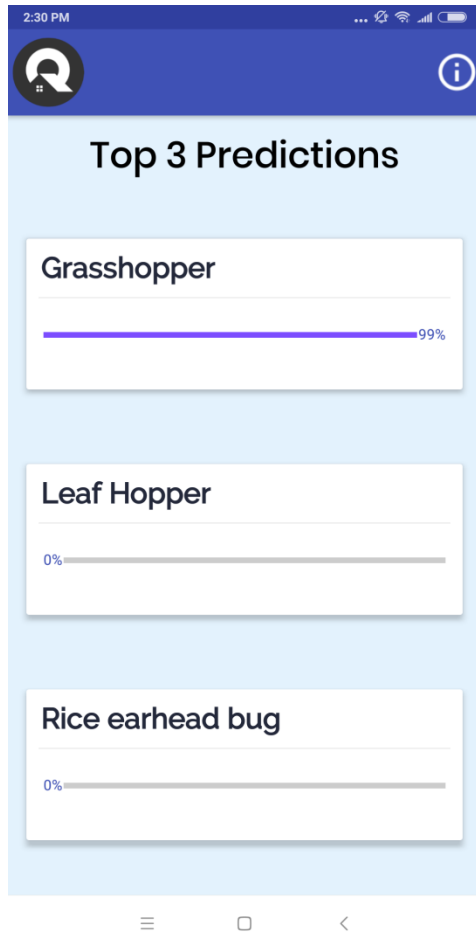 2:30 PM
Top 3 Predictions
Grasshopper
99%
Leaf Hopper
0%
Rice earhead bug
0%